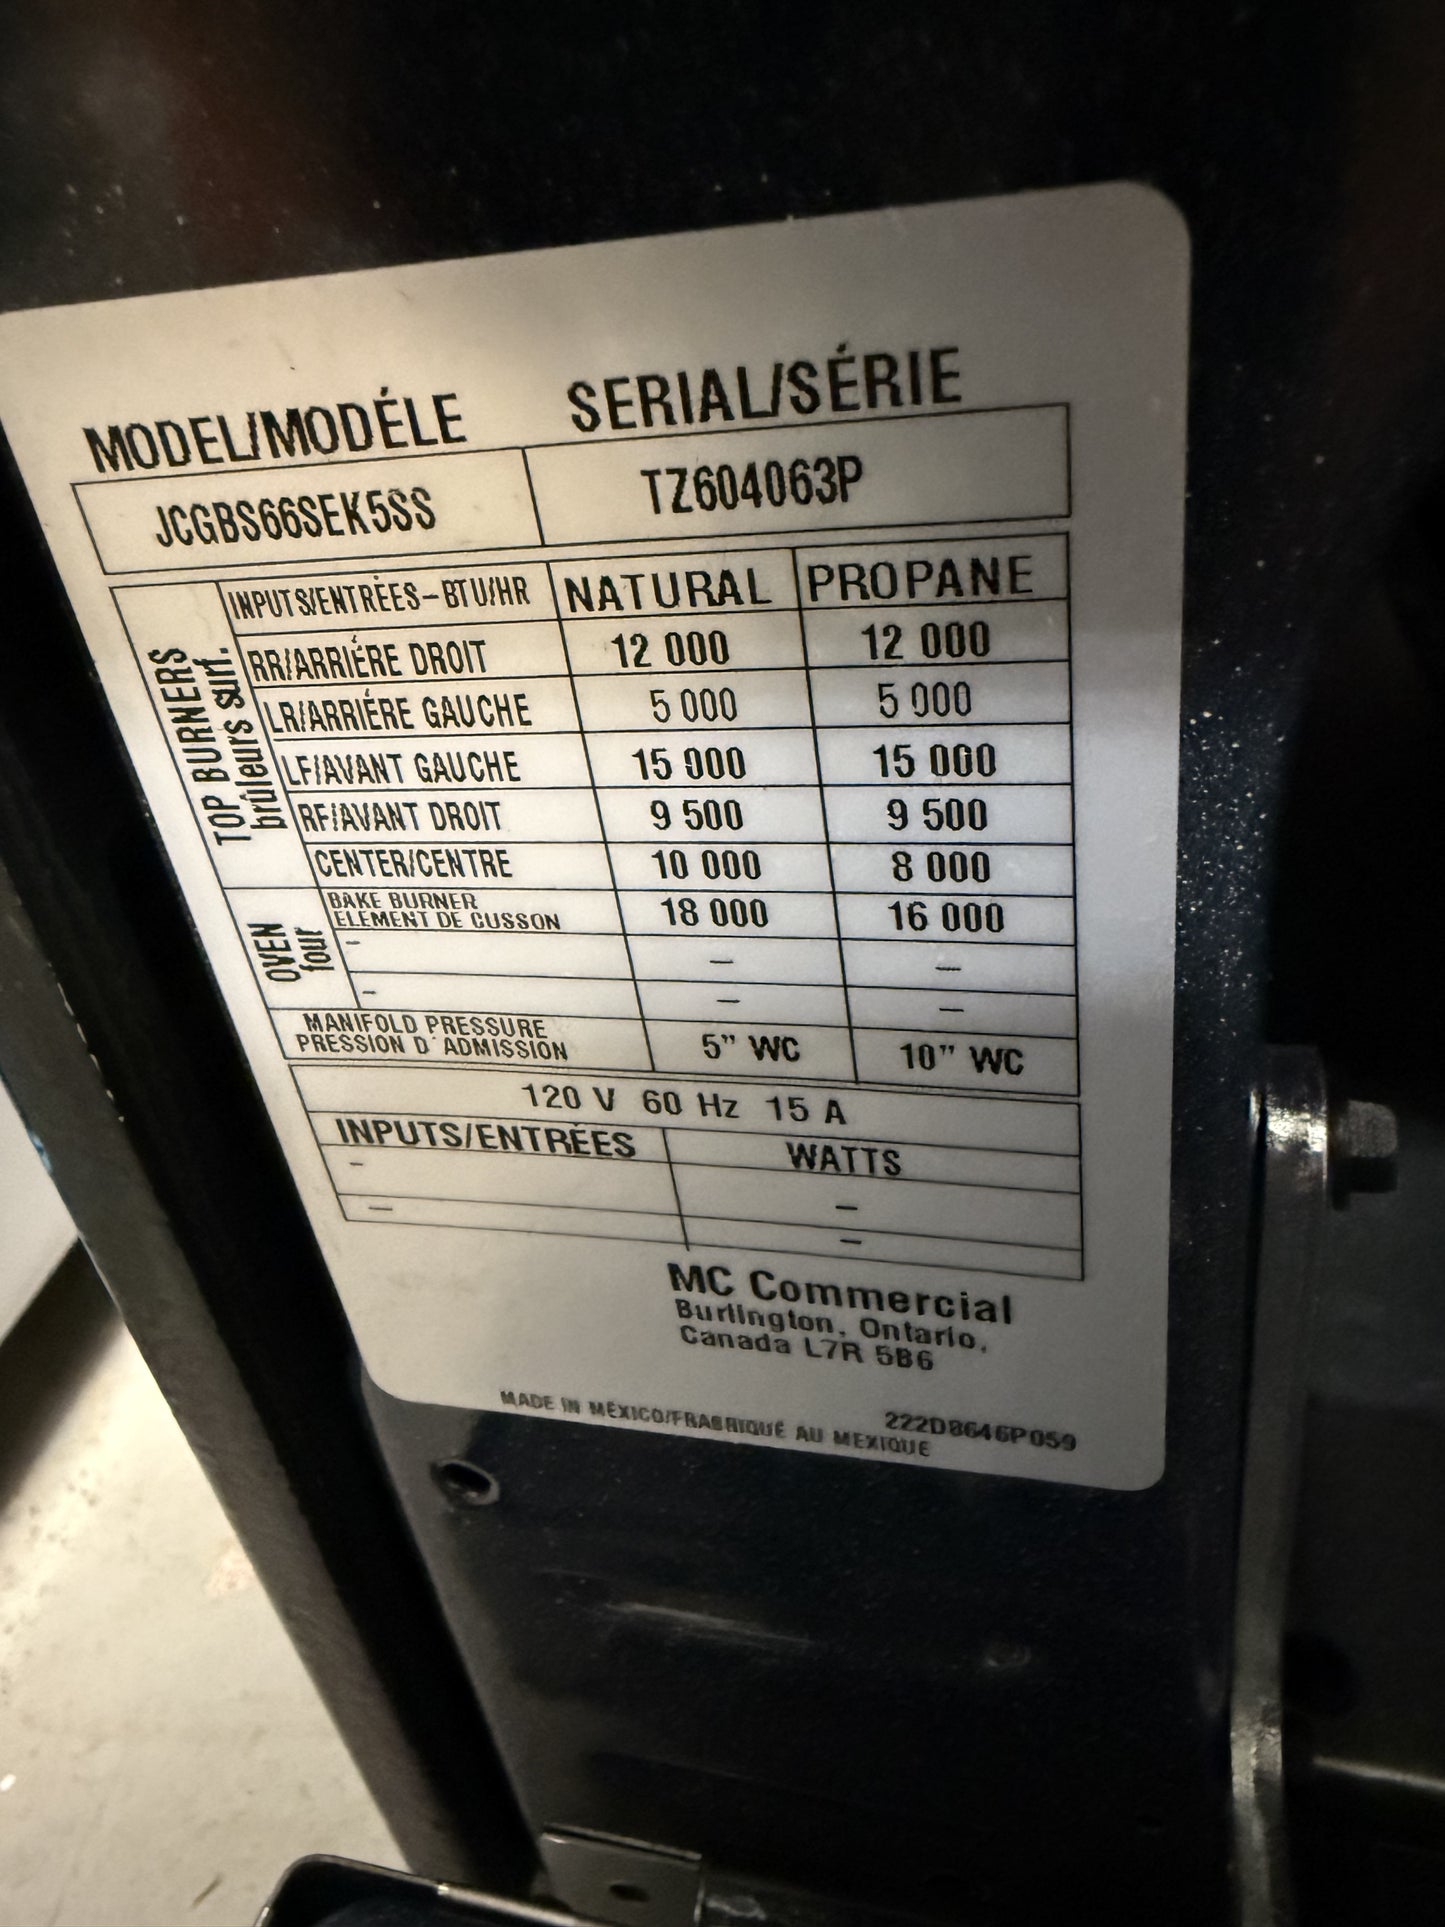 MODEL/MODÉLE SERIAL/SÉRIE
JCGBS66SEK5SS TZ604063P
TOP BURNERS
brûleurs surf.
INPUTS/ENTRÈES-BTU/HR NATURAL PROPANE
RR/ARRIÉRE DROIT 12 000 12 000
LR/ARRIÉRE GAUCHE 5 000 5 000
LF/AVANT GAUCHE 15 000 15 000
RF/AVANT DROIT 9 500 9 500
CENTER/CENTRE 10 000 8 000
OVEN
four
BAKE BURNER
ELEMENT DE CUSSON 18 000 16 000
- – –
- – –
MANIFOLD PRESSURE
PRESSION D'ADMISSION 5" WC 10" WC
120 V 60 Hz 15 A
INPUTS/ENTRÉES WATTS
– –
– –
MC Commercial
Burlington, Ontario,
Canada L7R 5B6
MADE IN MÉXICO/FRABRIQUÉ AU MEXIQUE
222D8646P059